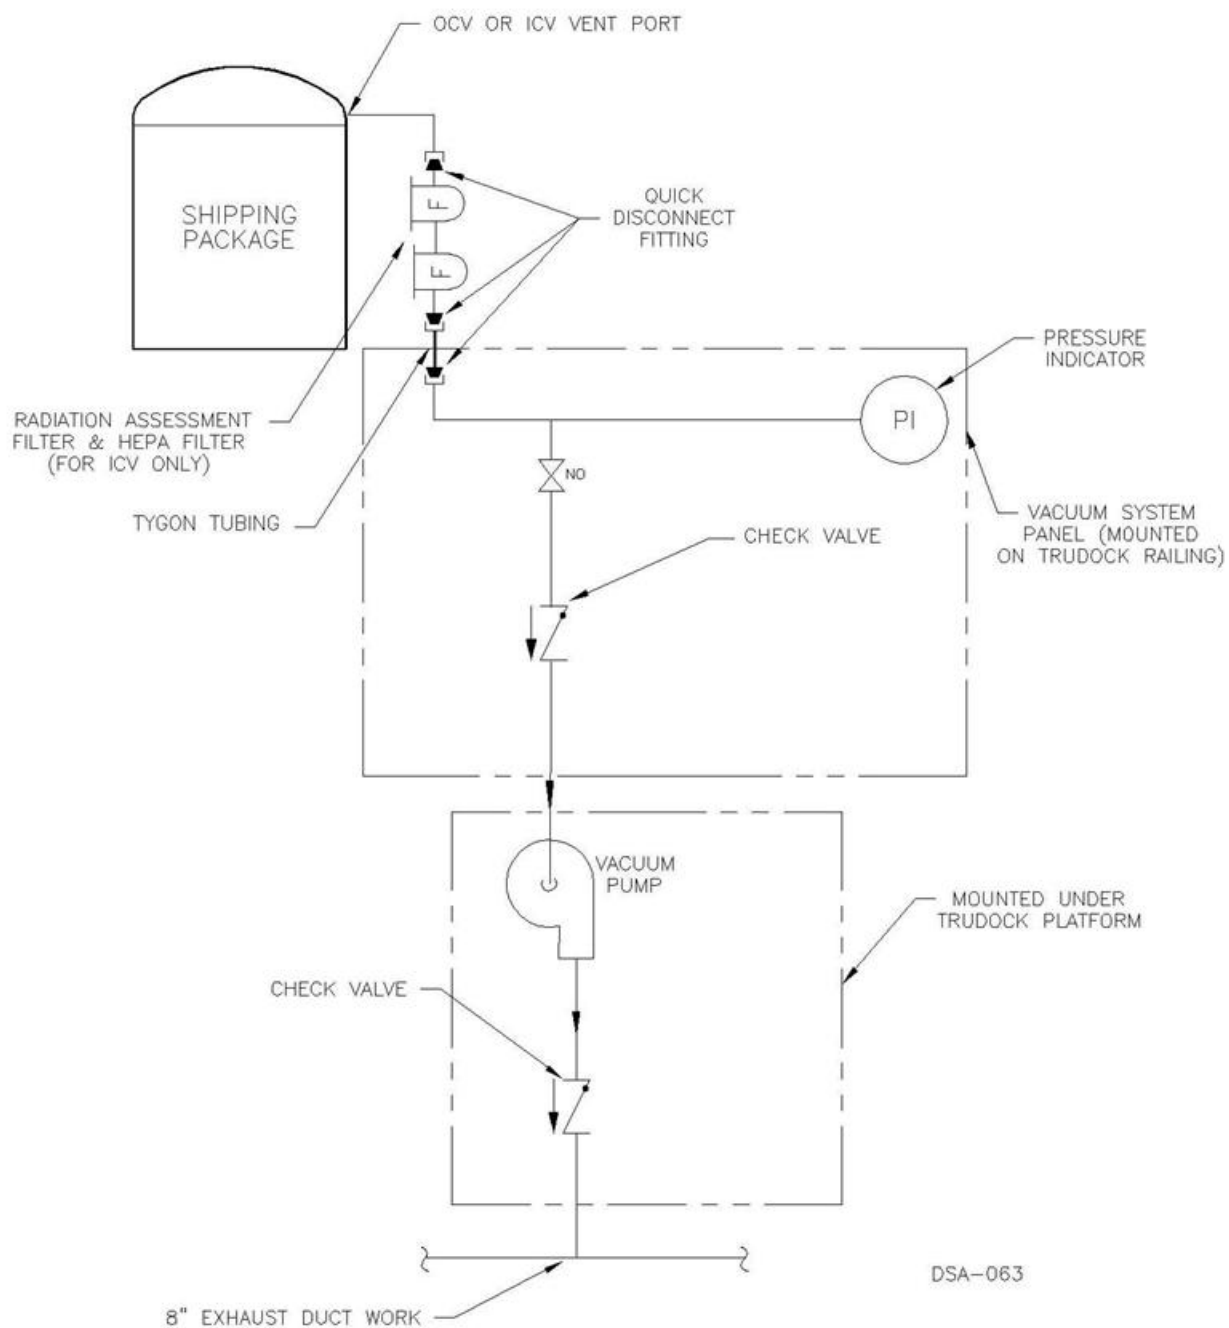 OCV OR ICV VENT PORT
SHIPPING
PACKAGE
F
F
QUICK
DISCONNECT
FITTING
PRESSURE
INDICATOR
RADIATION ASSESSMENT
FILTER & HEPA FILTER
(FOR ICV ONLY)
PI
NO
TYGON TUBING
CHECK VALVE
VACUUM SYSTEM
PANEL (MOUNTED
ON TRUDOCK RAILING)
VACUUM
PUMP
MOUNTED UNDER
TRUDOCK PLATFORM
CHECK VALVE
DSA-063
8" EXHAUST DUCT WORK